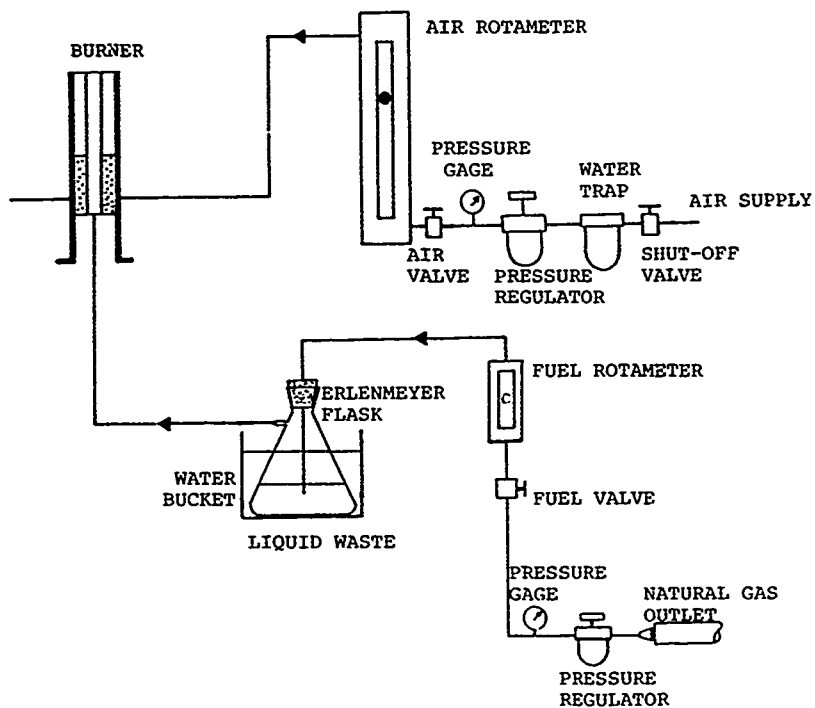 AIR ROTAMETER
BURNER
PRESSURE
GAGE
WATER
TRAP
AIR SUPPLY
AIR
VALVE
PRESSURE
REGULATOR
SHUT-OFF
VALVE
FUEL ROTAMETER
C
ERLENMEYER
FLASK
WATER
BUCKET
FUEL VALVE
LIQUID WASTE
PRESSURE
GAGE
NATURAL GAS
OUTLET
PRESSURE
REGULATOR